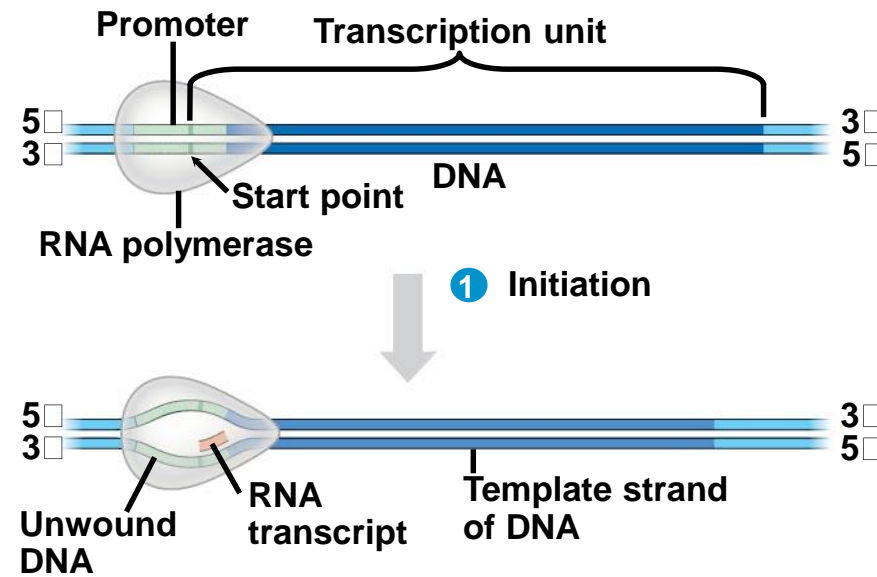 Promoter
Transcription unit
5□
3□
3□
5□
DNA
Start point
RNA polymerase
1 Initiation
5□
3□
3□
5□
RNA
transcript
Template strand
of DNA
Unwound
DNA